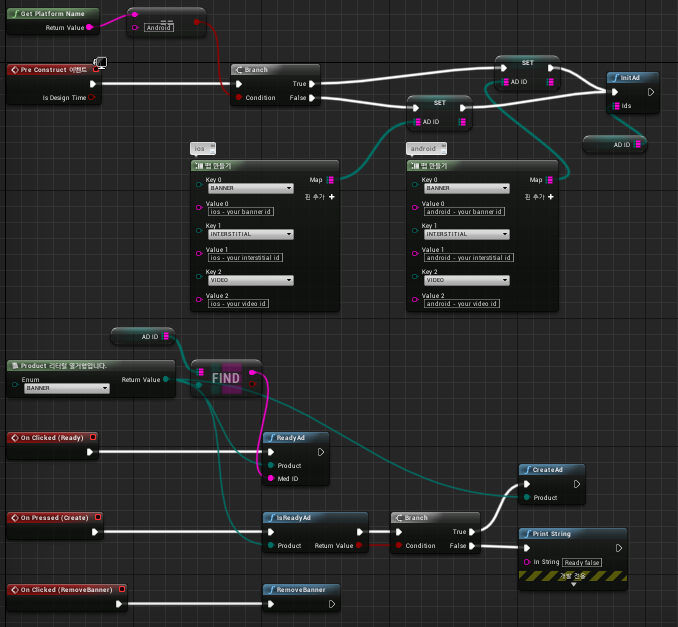 Get Platform Name
Return Value
==
Android
Pre Construct 이벤트
Is Design Time
Branch
True
Condition
False
SET
AD ID
SET
AD ID
InitAd
Ids
AD ID
ios
맵 만들기
Key 0
Map
BANNER
핀 추가 +
Value 0
ios - your banner id
Key 1
INTERSTITIAL
Value 1
ios - your interstitial id
Key 2
VIDEO
Value 2
ios - your video id
android
맵 만들기
Key 0
Map
BANNER
핀 추가 +
Value 0
android - your banner id
Key 1
INTERSTITIAL
Value 1
android - your interstitial id
Key 2
VIDEO
Value 2
android - your video id
AD ID
Product 리터럴 열거형입니다.
Enum
Return Value
BANNER
FIND
On Clicked (Ready)
ReadyAd
Product
Med ID
CreateAd
Product
On Pressed (Create)
IsReadyAd
Product
Return Value
Branch
True
Condition
False
Print String
In String
Ready false
개발 전용
On Clicked (RemoveBanner)
RemoveBanner